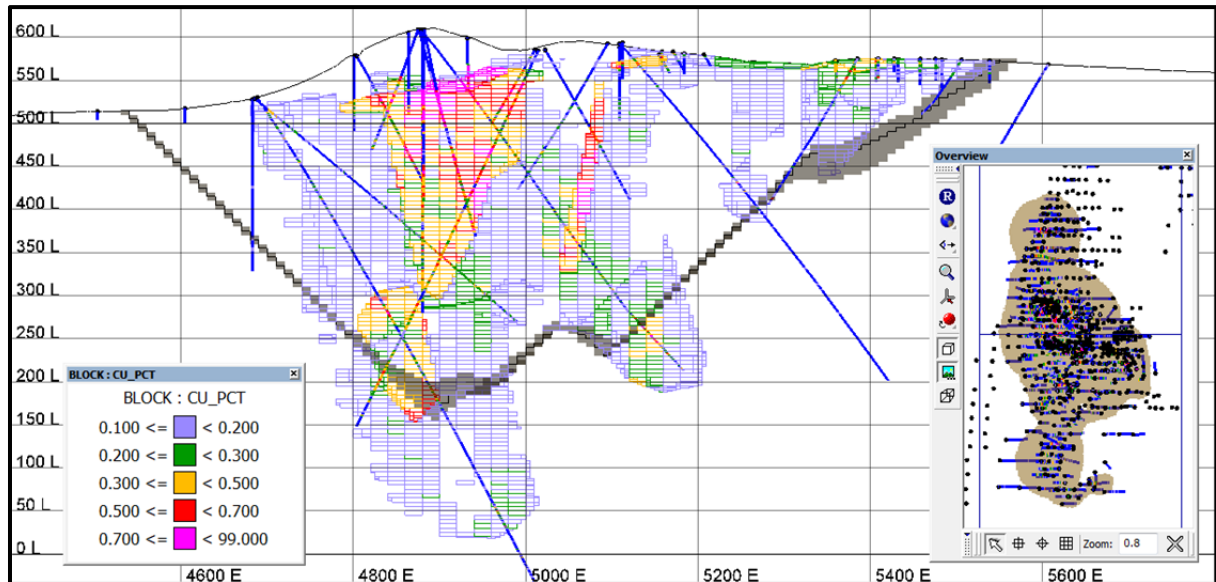 600 L
550 L
500 L
450 L
400 L
350 L
300 L
250 L
200 L
150 L
100 L
50 L
0 L
4600 E
4800 E
5000 E
5200 E
5400 E
5600 E
BLOCK : CU_PCT
BLOCK : CU_PCT
0.100 <= < 0.200
0.200 <= < 0.300
0.300 <= < 0.500
0.500 <= < 0.700
0.700 <= < 99.000
Overview
R
Zoom: 0.8